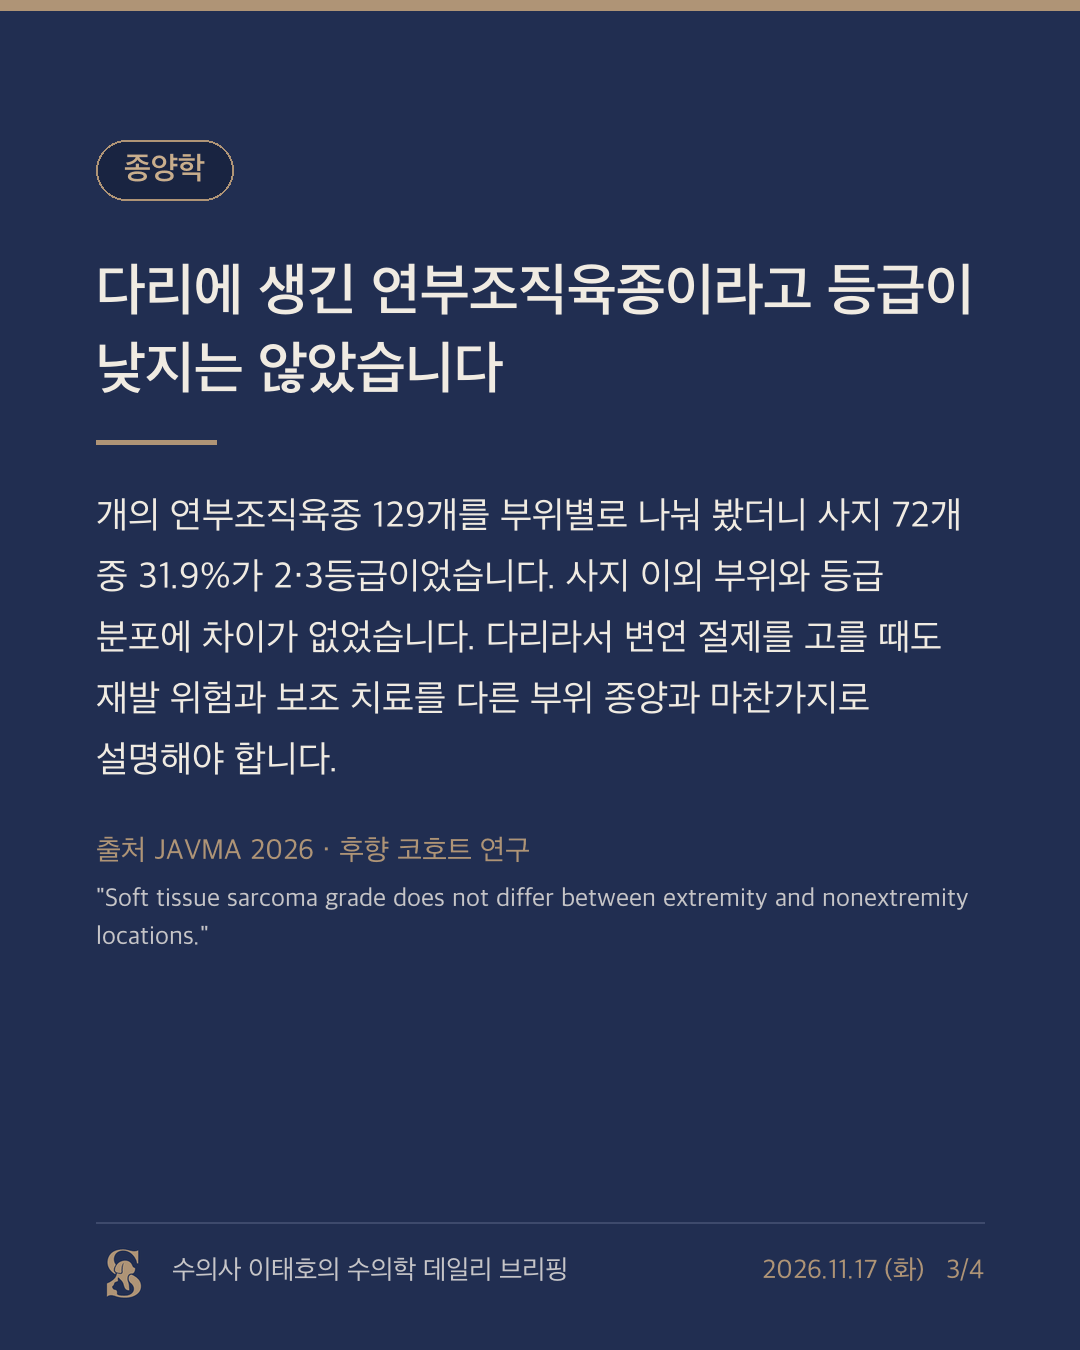 종양학
다리에 생긴 연부조직육종이라고 등급이
낮지는 않았습니다
개의 연부조직육종 129개를 부위별로 나눠 봤더니 사지 72개
중 31.9%가 2·3등급이었습니다. 사지 이외 부위와 등급
분포에 차이가 없었습니다. 다리라서 변연 절제를 고를 때도
재발 위험과 보조 치료를 다른 부위 종양과 마찬가지로
설명해야 합니다.
출처 JAVMA 2026 · 후향 코호트 연구
"Soft tissue sarcoma grade does not differ between extremity and nonextremity
locations."
수의사 이태호의 수의학 데일리 브리핑
2026.11.17 (화) 3/4